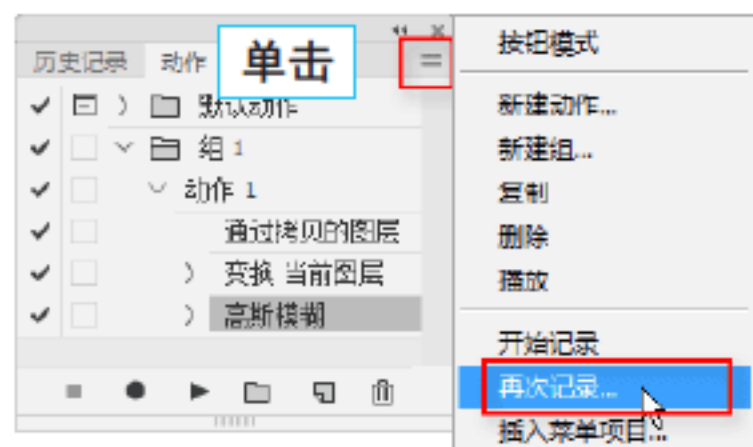 历史记录 动作
单击
默认动作
组 1
动作 1
通过拷贝的图层
变换 当前图层
高斯模糊
按钮模式
新建动作...
新建组...
复制
删除
播放
开始记录
再次记录...
插入菜单项目...